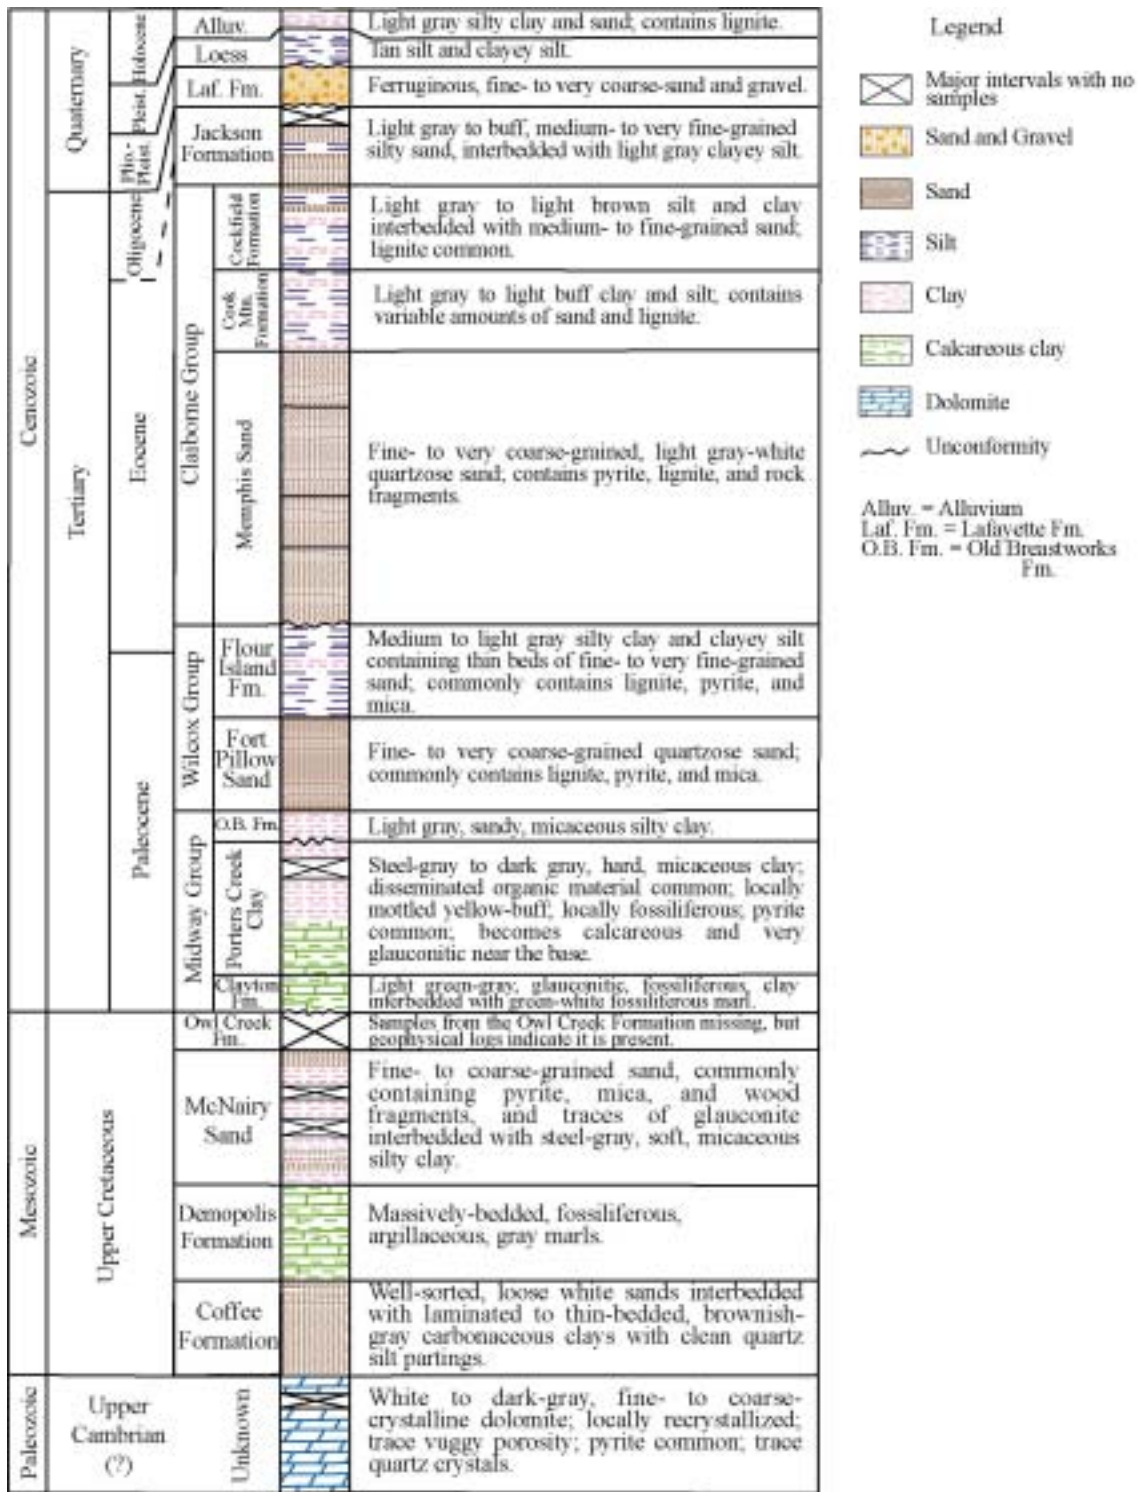 Cenozoic
Quaternary
Holocene
Pleist.
Plio.-
Pleist.
Alluv.
Light gray silty clay and sand; contains lignite.
Loess
Tan silt and clayey silt.
Laf. Fm.
Ferruginous, fine- to very coarse-sand and gravel.
Jackson
Formation
Light gray to buff, medium- to very fine-grained
silty sand, interbedded with light gray clayey silt.
Tertiary
Oligocene
Eocene
Claiborne Group
Cockfield
Formation
Light gray to light brown silt and clay
interbedded with medium- to fine-grained sand;
lignite common.
Cook
Mtn.
Formation
Light gray to light buff clay and silt; contains
variable amounts of sand and lignite.
Memphis Sand
Fine- to very coarse-grained, light gray-white
quartzose sand; contains pyrite, lignite, and rock
fragments.
Paleocene
Wilcox Group
Flour
Island
Fm.
Medium to light gray silty clay and clayey silt
containing thin beds of fine- to very fine-grained
sand; commonly contains lignite, pyrite, and
mica.
Fort
Pillow
Sand
Fine- to very coarse-grained quartzose sand;
commonly contains lignite, pyrite, and mica.
Midway Group
O.B. Fm.
Light gray, sandy, micaceous silty clay.
Porters Creek
Clay
Steel-gray to dark gray, hard, micaceous clay;
disseminated organic material common; locally
mottled yellow-buff; locally fossiliferous; pyrite
common; becomes calcareous and very
glauconitic near the base.
Clayton
Fm.
Light green-gray, glauconitic, fossiliferous, clay
interbedded with green-white fossiliferous marl.
Mesozoic
Upper Cretaceous
Owl Creek
Fm.
Samples from the Owl Creek Formation missing, but
geophysical logs indicate it is present.
McNairy
Sand
Fine- to coarse-grained sand, commonly
containing pyrite, mica, and wood
fragments, and traces of glauconite
interbedded with steel-gray, soft, micaceous
silty clay.
Demopolis
Formation
Massively-bedded, fossiliferous,
argillaceous, gray marls.
Coffee
Formation
Well-sorted, loose white sands interbedded
with laminated to thin-bedded, brownish-
gray carbonaceous clays with clean quartz
silt partings.
Paleozoic
Upper
Cambrian
(?)
Unknown
White to dark-gray, fine- to coarse-
crystalline dolomite; locally recrystallized;
trace vuggy porosity; pyrite common; trace
quartz crystals.
Legend
Major intervals with no
samples
Sand and Gravel
Sand
Silt
Clay
Calcareous clay
Dolomite
Unconformity
Alluv. = Alluvium
Laf. Fm. = Lafayette Fm.
O.B. Fm. = Old Breastworks
Fm.